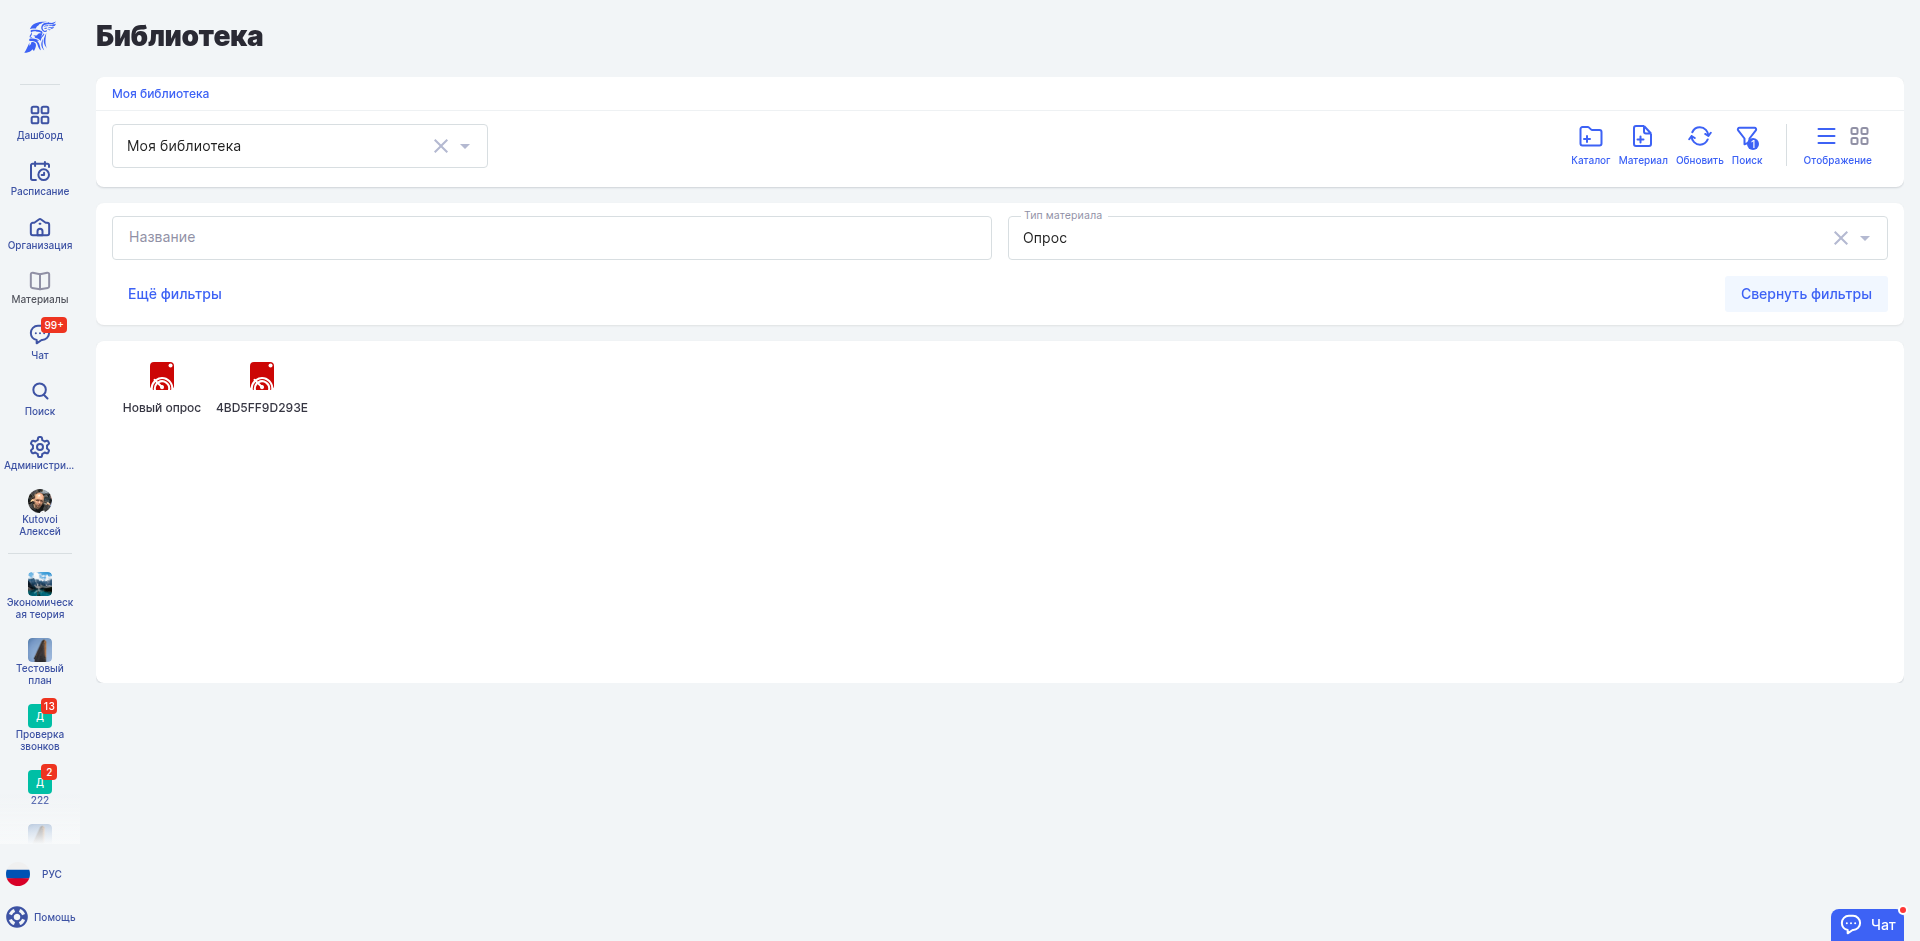 Библиотека
Моя библиотека
Моя библиотека
Каталог
Материал
Обновить
1
Поиск
Отображение
Название
Тип материала
Опрос
Ещё фильтры
Свернуть фильтры
Новый опрос
4BD5FF9D293E
Дашборд
Расписание
Организация
Материалы
99+
Чат
Поиск
Администри...
Kutovoi
Алексей
Экономическ
ая теория
Тестовый
план
13
Д
Проверка
звонков
2
Д
222
РУС
Помощь
Чат